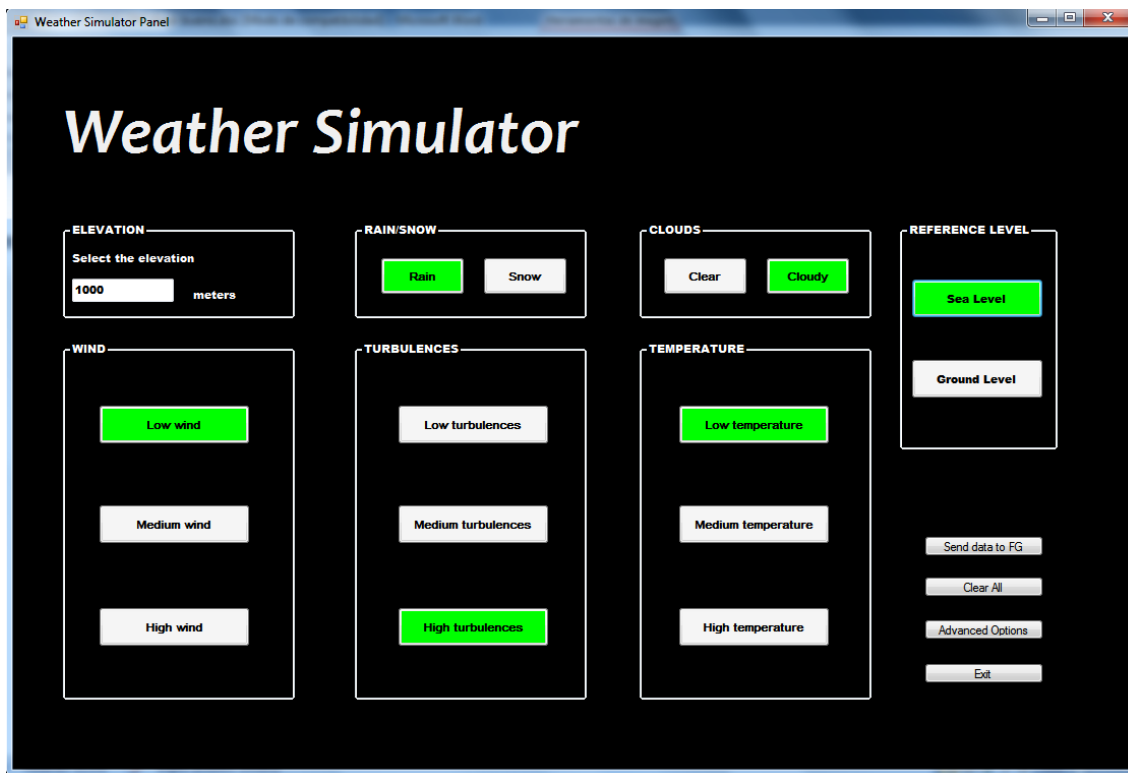 Weather Simulator Panel
Weather Simulator
ELEVATION
Select the elevation
1000
meters
RAIN/SNOW
Rain
Snow
CLOUDS
Clear
Cloudy
REFERENCE LEVEL
Sea Level
Ground Level
WIND
Low wind
Medium wind
High wind
TURBULENCES
Low turbulences
Medium turbulences
High turbulences
TEMPERATURE
Low temperature
Medium temperature
High temperature
Send data to FG
Clear All
Advanced Options
Exit